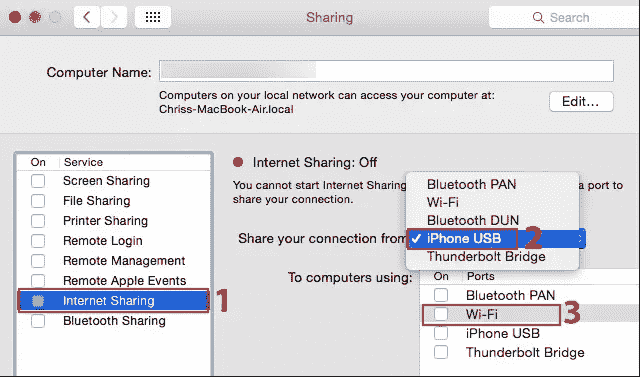 Sharing
Search
Computer Name:
Computers on your local network can access your computer at:
Chriss-MacBook-Air.local
Edit...
On Service
Screen Sharing
File Sharing
Printer Sharing
Remote Login
Remote Management
Remote Apple Events
Internet Sharing 1
Bluetooth Sharing
Internet Sharing: Off
You cannot start Internet Sharing a port to
share your connection.
Share your connection from
Bluetooth PAN
Wi-Fi
Bluetooth DUN
iPhone USB 2
Thunderbolt Bridge
To computers using:
On Ports
Bluetooth PAN
Wi-Fi 3
iPhone USB
Thunderbolt Bridge